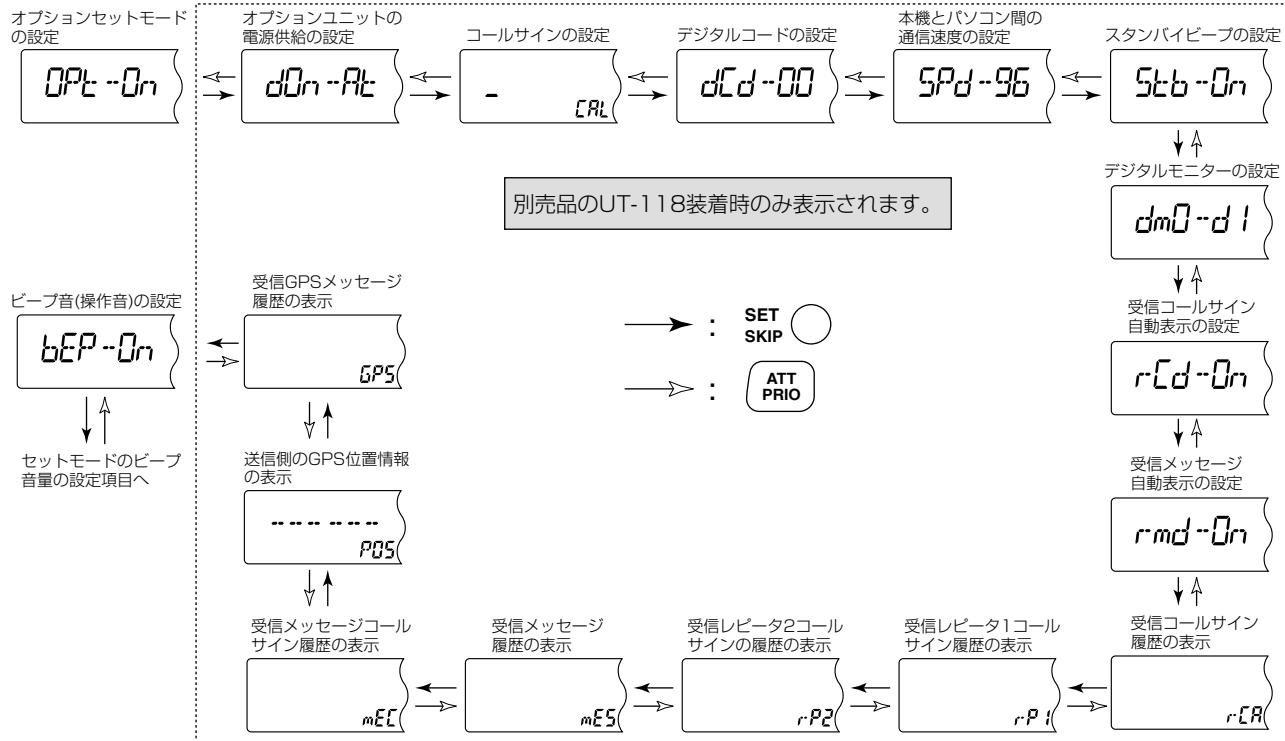 オプションセットモード
の設定
OPt-On
オプションユニットの
電源供給の設定
dOn-At
コールサインの設定
_
CAL
デジタルコードの設定
dCd-00
本機とパソコン間の
通信速度の設定
SPd-96
スタンバイビープの設定
Stb-On
デジタルモニターの設定
dmO-d1
受信コールサイン
自動表示の設定
rCd-On
受信メッセージ
自動表示の設定
rmd-On
受信コールサイン
履歴の表示
rCA
受信レピータ1コール
サイン履歴の表示
rP1
受信レピータ2コール
サインの履歴の表示
rP2
受信メッセージ
履歴の表示
mES
受信メッセージコール
サイン履歴の表示
mEC
送信側のGPS位置情報
の表示
------
POS
受信GPSメッセージ
履歴の表示
GPS
ビープ音(操作音)の設定
bEP-On
セットモードのビープ
音量の設定項目へ
別売品のUT-118装着時のみ表示されます。
: SET
SKIP
: ATT
PRIO